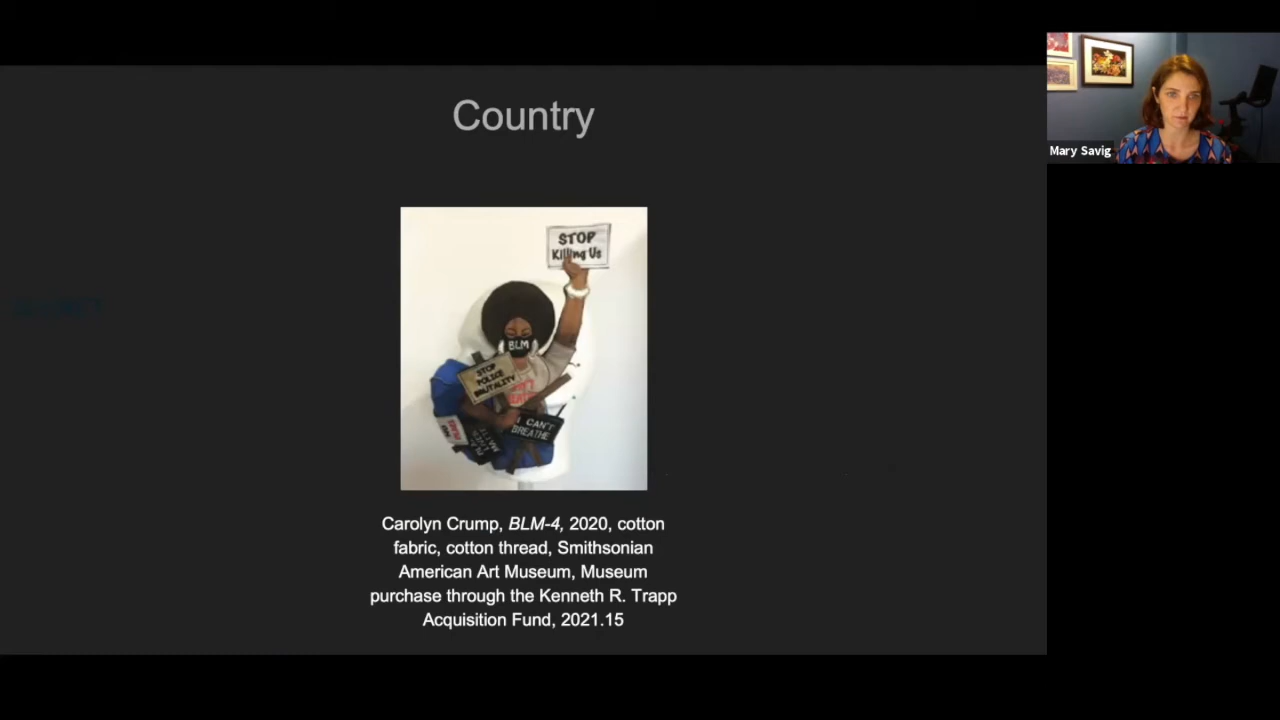 Country
STOP
Killing Us
BLM
STOP
POLICE
BRUTALITY
I CAN'T
BREATHE
Carolyn Crump, BLM-4, 2020, cotton
fabric, cotton thread, Smithsonian
American Art Museum, Museum
purchase through the Kenneth R. Trapp
Acquisition Fund, 2021.15
Mary Savig